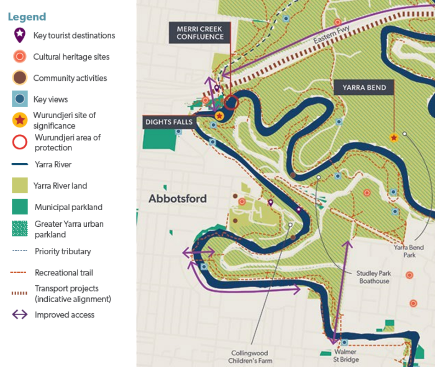 Legend
Key tourist destinations
Cultural heritage sites
Community activities
Key views
Wurundjeri site of
significance
Wurundjeri area of
protection
Yarra River
Yarra River land
Municipal parkland
Greater Yarra urban
parkland
Priority tributary
Recreational trail
Transport projects
(indicative alignment)
Improved access
MERRI CREEK
CONFLUENCE
Eastern Fwy
YARRA BEND
DIGHTS FALLS
Abbotsford
Yarra Bend
Park
Studley Park
Boathouse
Collingwood
Children's Farm
Walmer
St Bridge